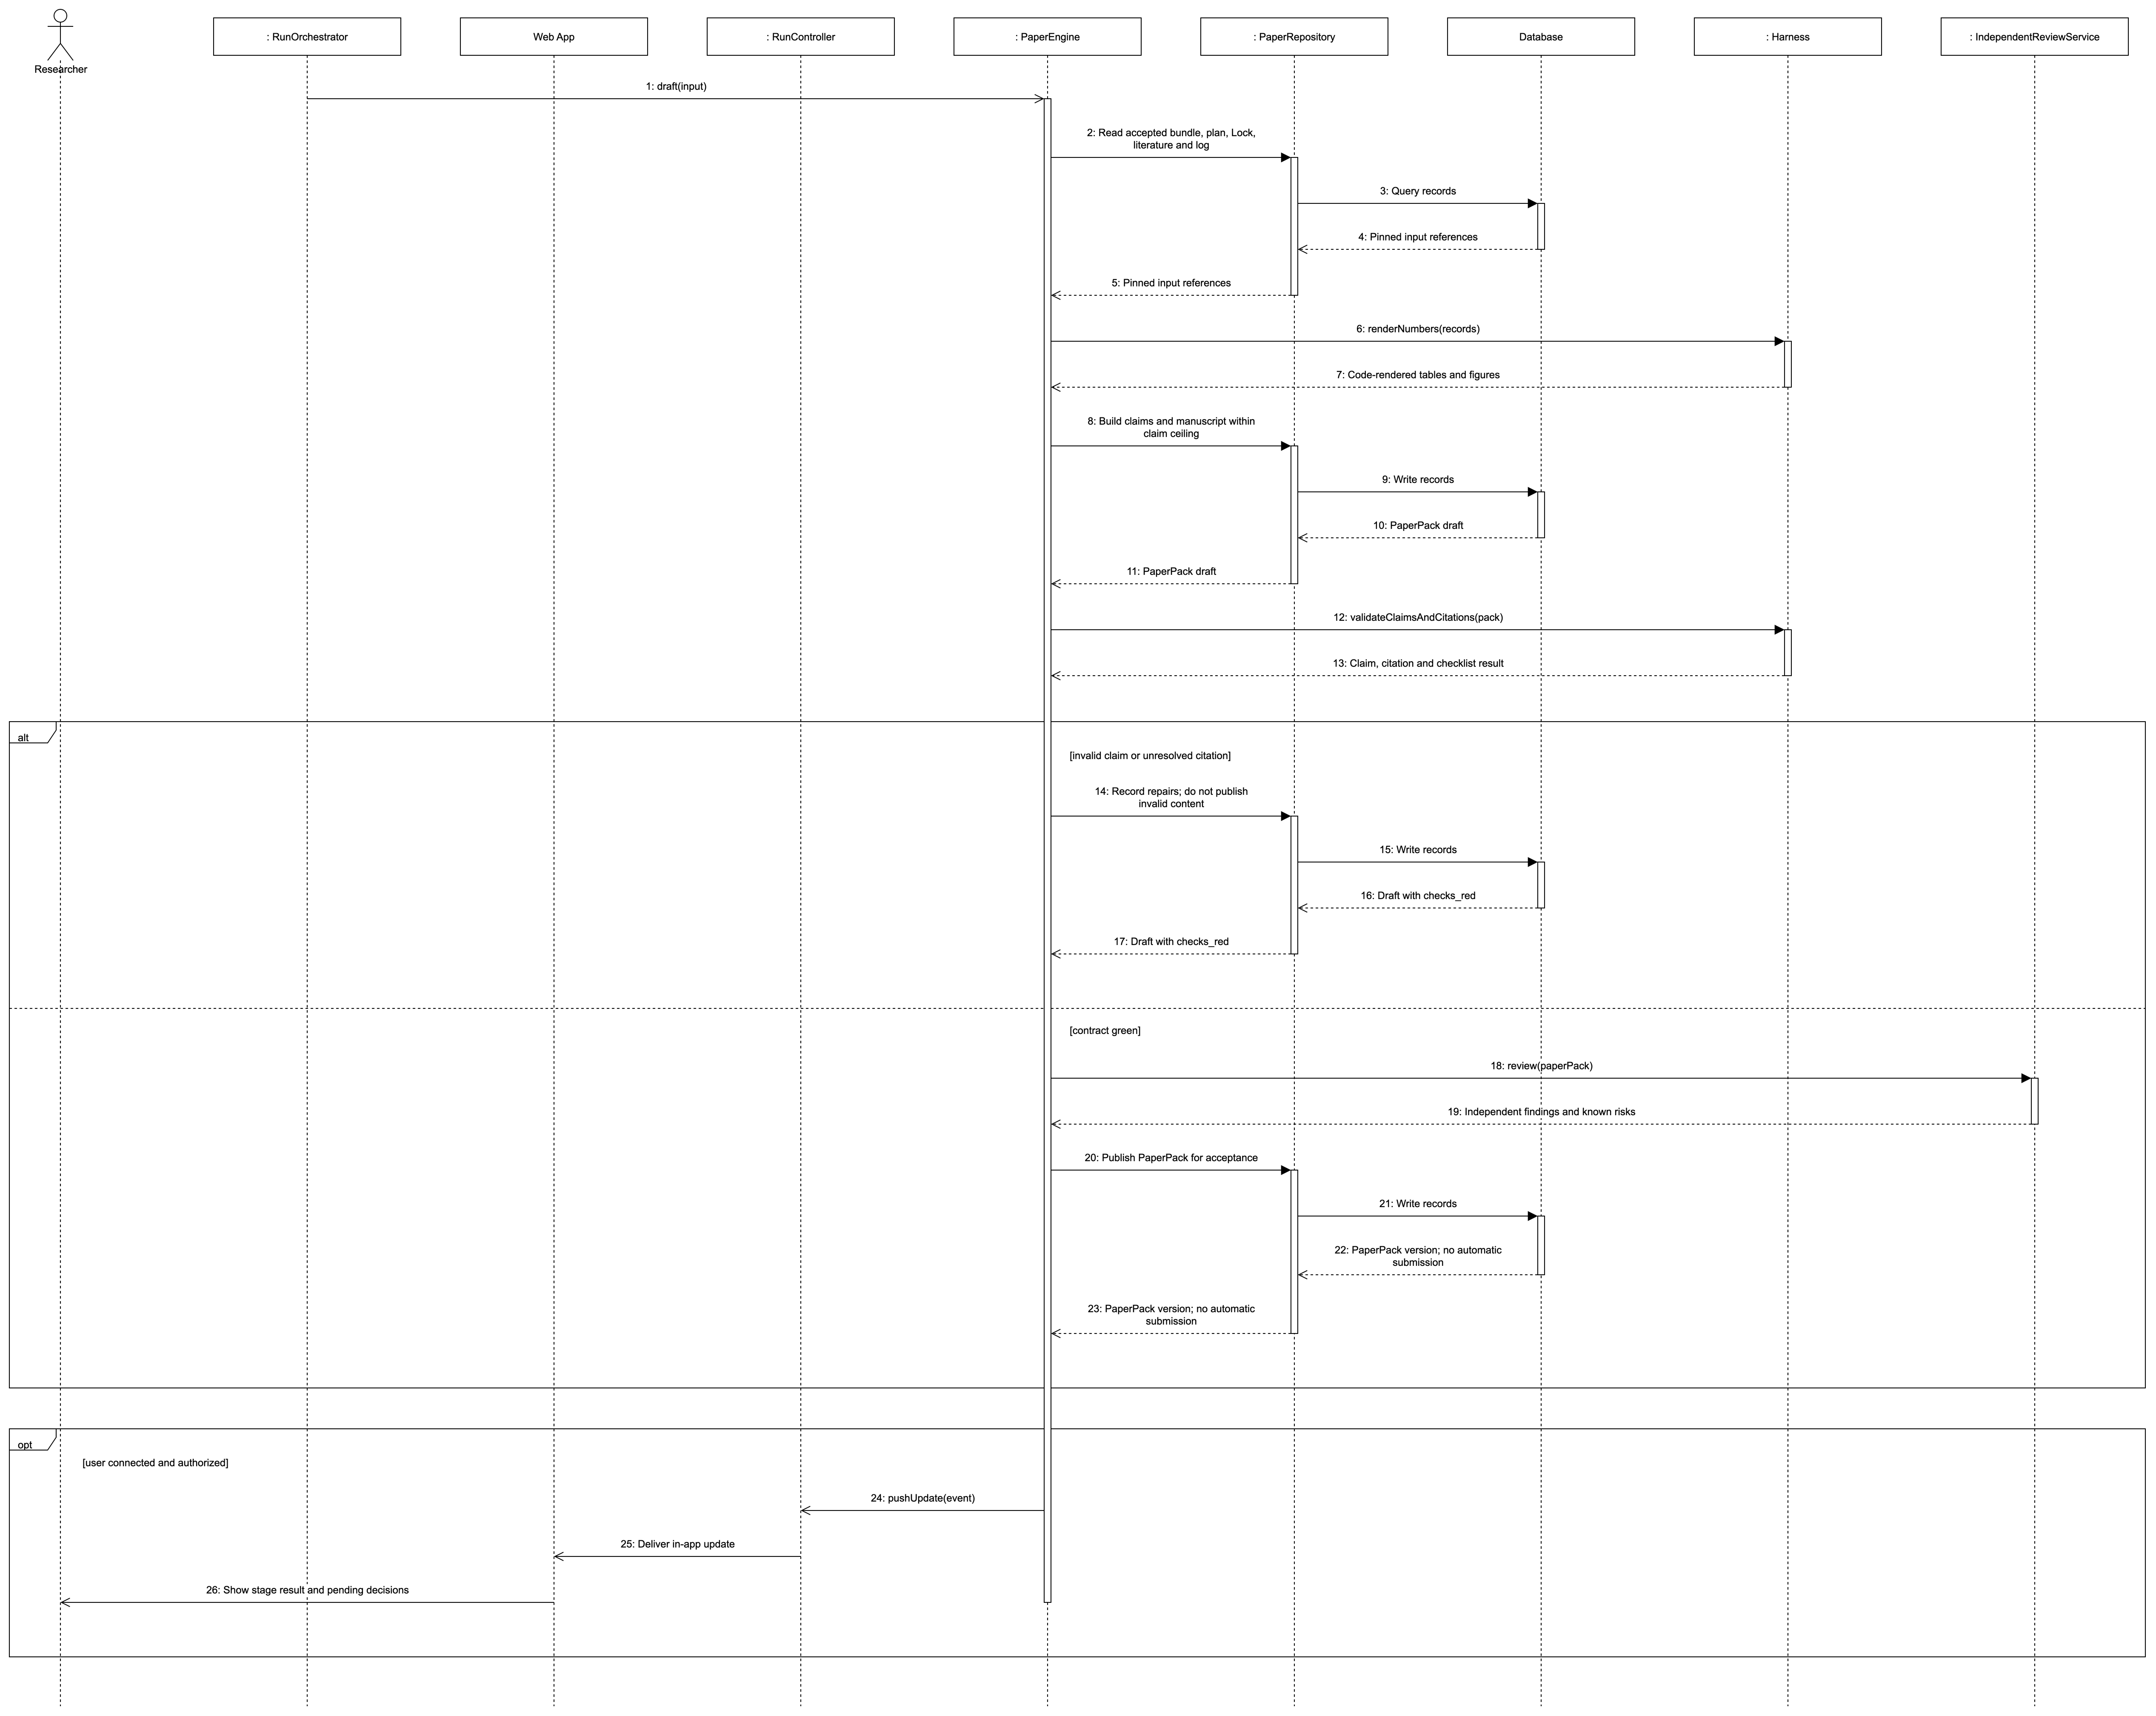 Researcher
: RunOrchestrator
Web App
: RunController
: PaperEngine
: PaperRepository
Database
: Harness
: IndependentReviewService
1: draft(input)
2: Read accepted bundle, plan, Lock,
literature and log
3: Query records
4: Pinned input references
5: Pinned input references
6: renderNumbers(records)
7: Code-rendered tables and figures
8: Build claims and manuscript within
claim ceiling
9: Write records
10: PaperPack draft
11: PaperPack draft
12: validateClaimsAndCitations(pack)
13: Claim, citation and checklist result
alt
[invalid claim or unresolved citation]
14: Record repairs; do not publish
invalid content
15: Write records
16: Draft with checks_red
17: Draft with checks_red
[contract green]
18: review(paperPack)
19: Independent findings and known risks
20: Publish PaperPack for acceptance
21: Write records
22: PaperPack version; no automatic
submission
23: PaperPack version; no automatic
submission
opt
[user connected and authorized]
24: pushUpdate(event)
25: Deliver in-app update
26: Show stage result and pending decisions